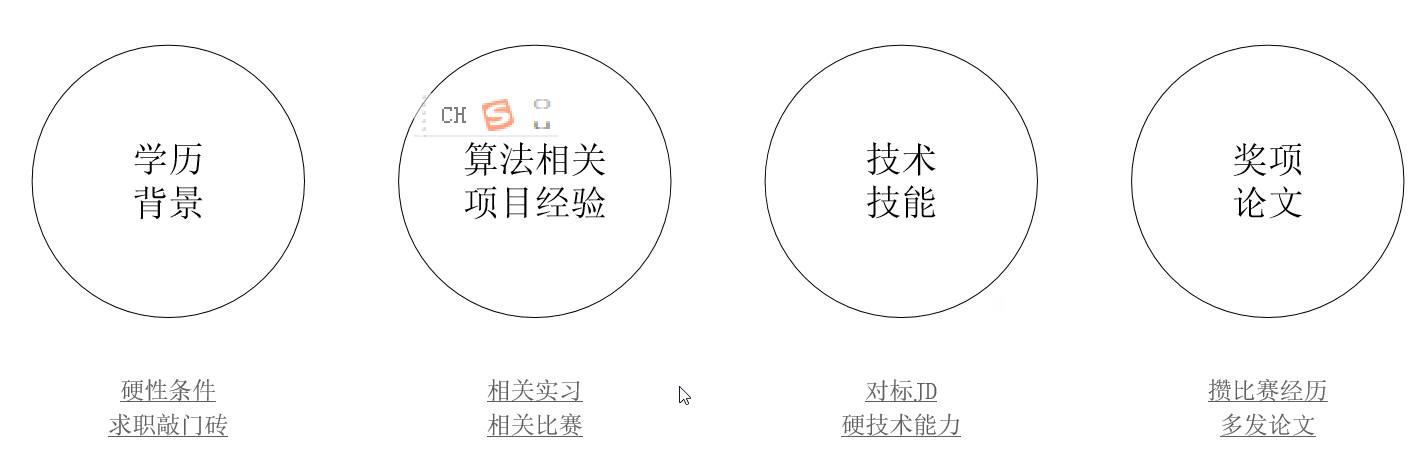 CH
学历
背景
算法相关
项目经验
技术
技能
奖项
论文
硬性条件
求职敲门砖
相关实习
相关比赛
对标JD
硬技术能力
攒比赛经历
多发论文